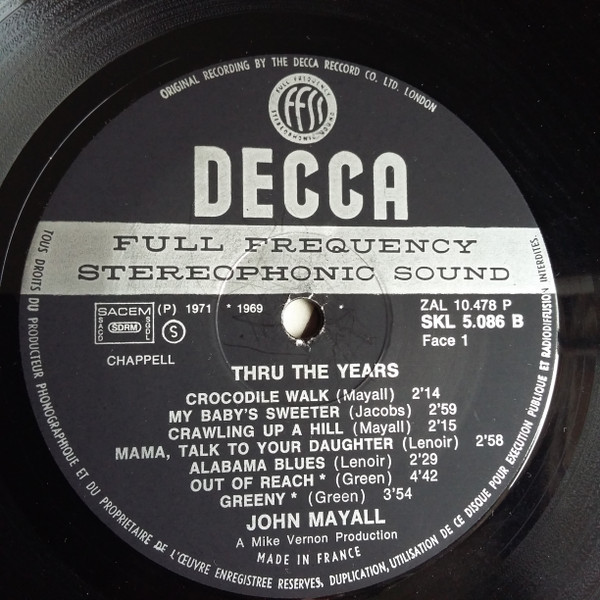 ORIGINAL RECORDING BY THE DECCA RECCORD CO. LTD. LONDON
FULL FREQUENCY
FFSS
DECCA
FULL FREQUENCY
STEREOPHONIC SOUND
SACEM
SACD
SDRM
SGDL
(P) 1971 * 1969 *
S
CHAPPELL
ZAL 10.478 P
SKL 5.086 B
Face 1
THRU THE YEARS
CROCODILE WALK (Mayall) 2'14
MY BABY'S SWEETER (Jacobs) 2'59
CRAWLING UP A HILL (Mayall) 2'15
MAMA, TALK TO YOUR DAUGHTER (Lenoir) 2'58
ALABAMA BLUES (Lenoir) 2'29
OUT OF REACH * (Green) 4'42
GREENY * (Green) 3'54
JOHN MAYALL
A Mike Vernon Production
MADE IN FRANCE
TOUS DROITS DU PRODUCTEUR PHONOGRAPHIQUE ET DU PROPRIETAIRE DE L'ŒUVRE ENREGISTREE RESERVES, DUPLICATION, UTILISATION DE CE DISQUE POUR EXECUTION PUBLIQUE ET RADIODIFFUSION INTERDITES.